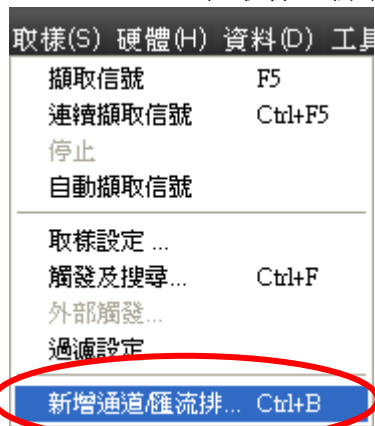 取樣(S) 硬體(H) 資料(D) 工具
擷取信號 F5
連續擷取信號 Ctrl+F5
停止
自動擷取信號
取樣設定 ...
觸發及搜尋... Ctrl+F
外部觸發...
過濾設定
新增通道/匯流排... Ctrl+B